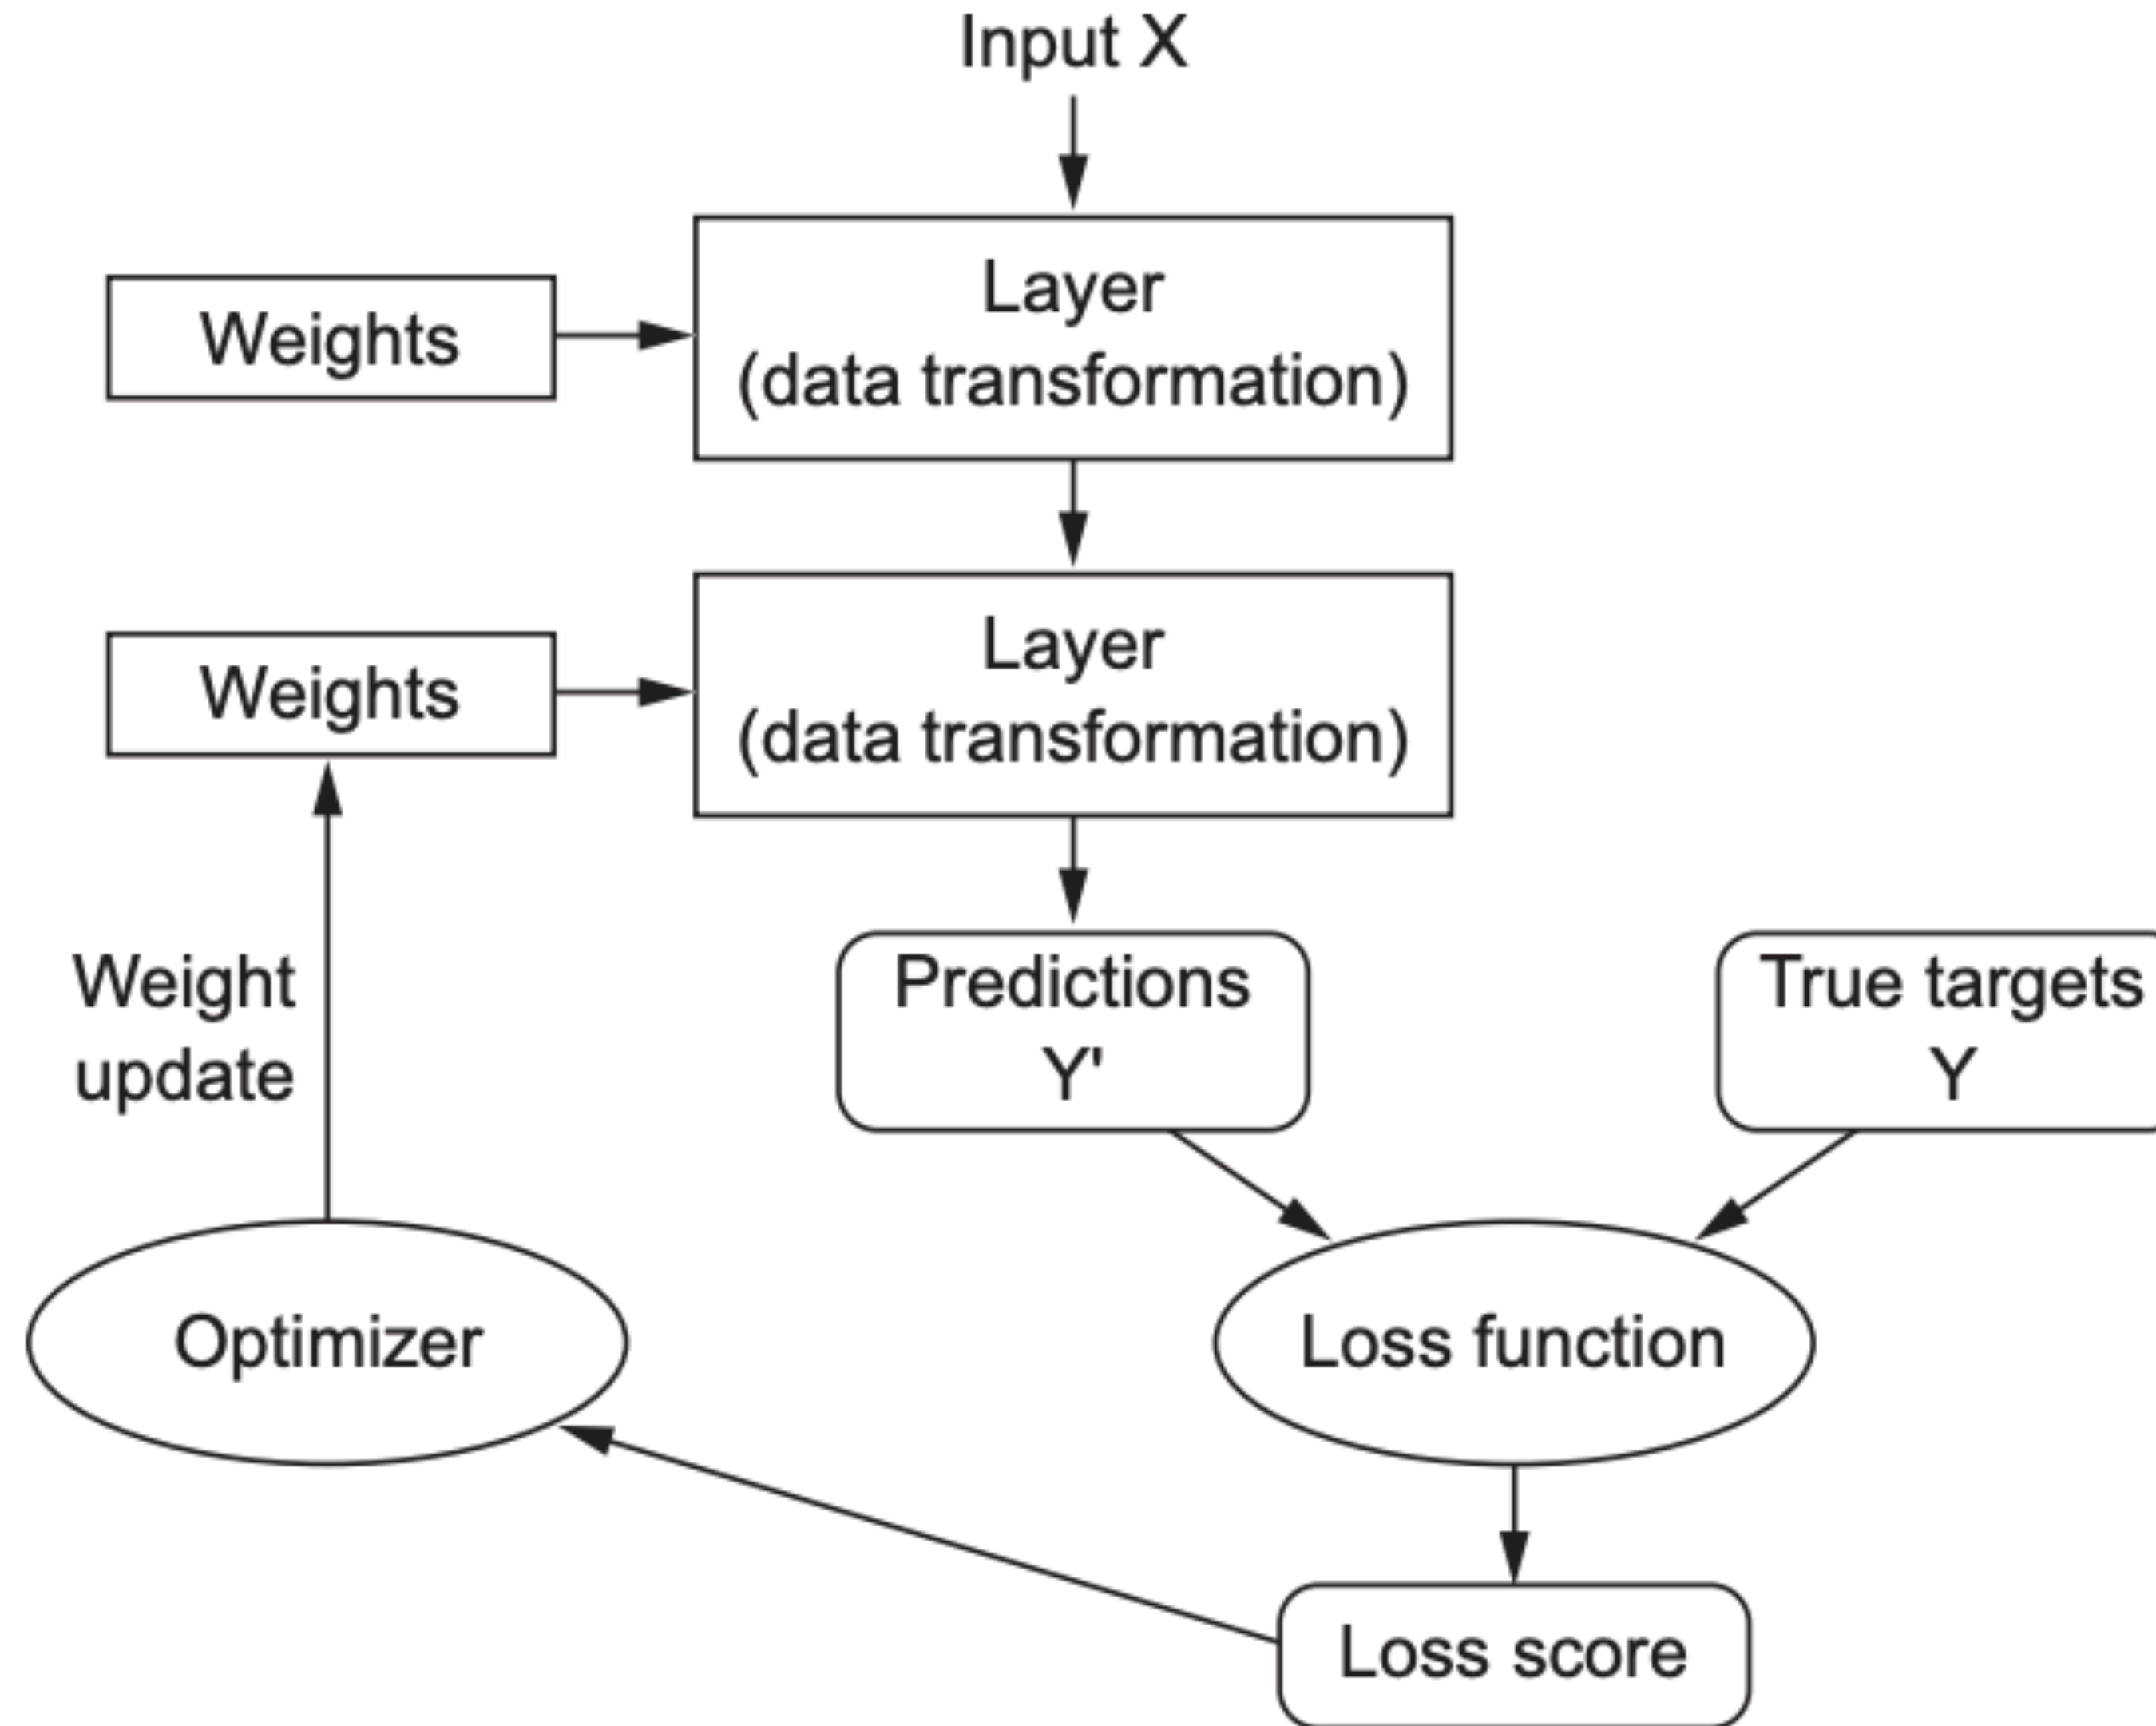 Input X
Weights
Layer
(data transformation)
Weights
Layer
(data transformation)
Weight
update
Predictions
Y'
True targets
Y
Optimizer
Loss function
Loss score